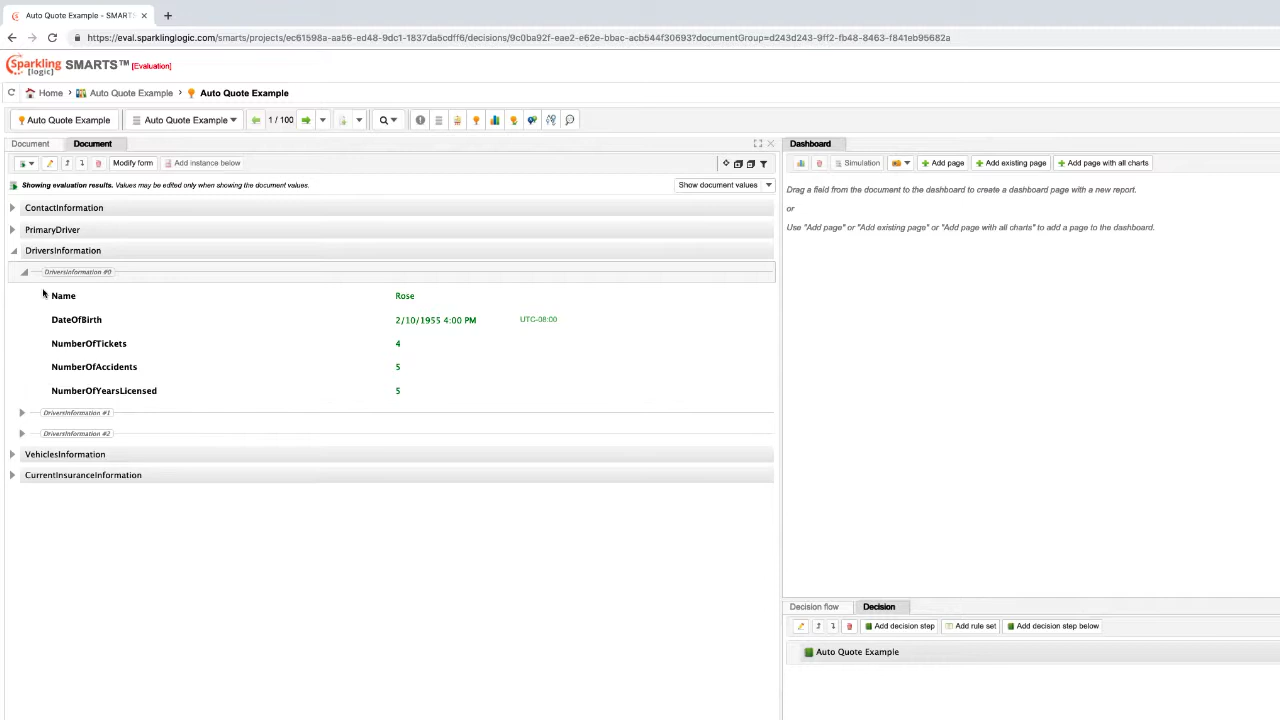 Auto Quote Example - SMARTS
https://eval.sparklinglogic.com/smarts/projects/ec61598a-aa56-ed48-9dc1-1837da5cdff6/decisions/9c0ba92f-eae2-e62e-bbac-acb544f30693?documentGroup=d243d243-9ff2-fb48-8463-f841eb95682a
Sparkling [logic] SMARTS™ [Evaluation]
Home Auto Quote Example Auto Quote Example
Auto Quote Example Auto Quote Example 1 / 100
Document Document Dashboard
Modify form Add instance below Simulation Add page Add existing page Add page with all charts
Showing evaluation results. Values may be edited only when showing the document values. Show document values
Drag a field from the document to the dashboard to create a dashboard page with a new report.
or
Use "Add page" or "Add existing page" or "Add page with all charts" to add a page to the dashboard.
ContactInformation
PrimaryDriver
DriversInformation
DriversInformation #0
Name Rose
DateOfBirth 2/10/1955 4:00 PM UTC-08:00
NumberOfTickets 4
NumberOfAccidents 5
NumberOfYearsLicensed 5
DriversInformation #1
DriversInformation #2
VehiclesInformation
CurrentInsuranceInformation
Decision flow Decision
Add decision step Add rule set Add decision step below
Auto Quote Example